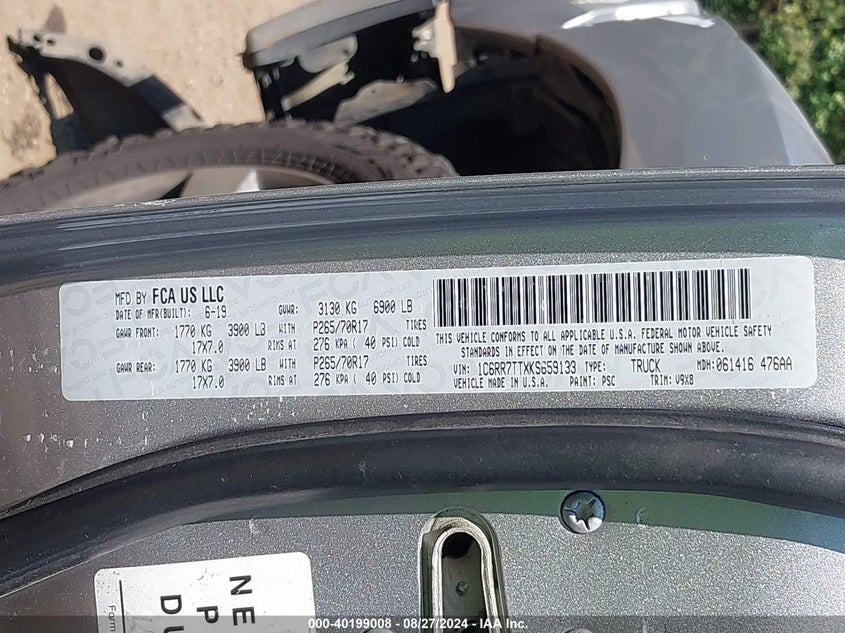 MFD BY FCA US LLC
DATE OF MFR(BUILT): 6-19 GVWR: 3130 KG 6900 LB
GAWR FRONT: 1770 KG 3900 LB WITH P265/70R17 TIRES
17X7.0 RIMS AT 276 KPA ( 40 PSI) COLD
GAWR REAR: 1770 KG 3900 LB WITH P265/70R17 TIRES
17X7.0 RIMS AT 276 KPA ( 40 PSI) COLD
THIS VEHICLE CONFORMS TO ALL APPLICABLE U.S.A. FEDERAL MOTOR VEHICLE SAFETY
STANDARDS IN EFFECT ON THE DATE OF MANUFACTURE SHOWN ABOVE.
VIN: 1C6RR7TTXKS659133 TYPE: TRUCK MDH: 061416 476AA
VEHICLE MADE IN U.S.A. PAINT: PSC TRIM: V9X8
NE
P
DU
Form
000-40199008 - 08/27/2024 - IAA Inc.